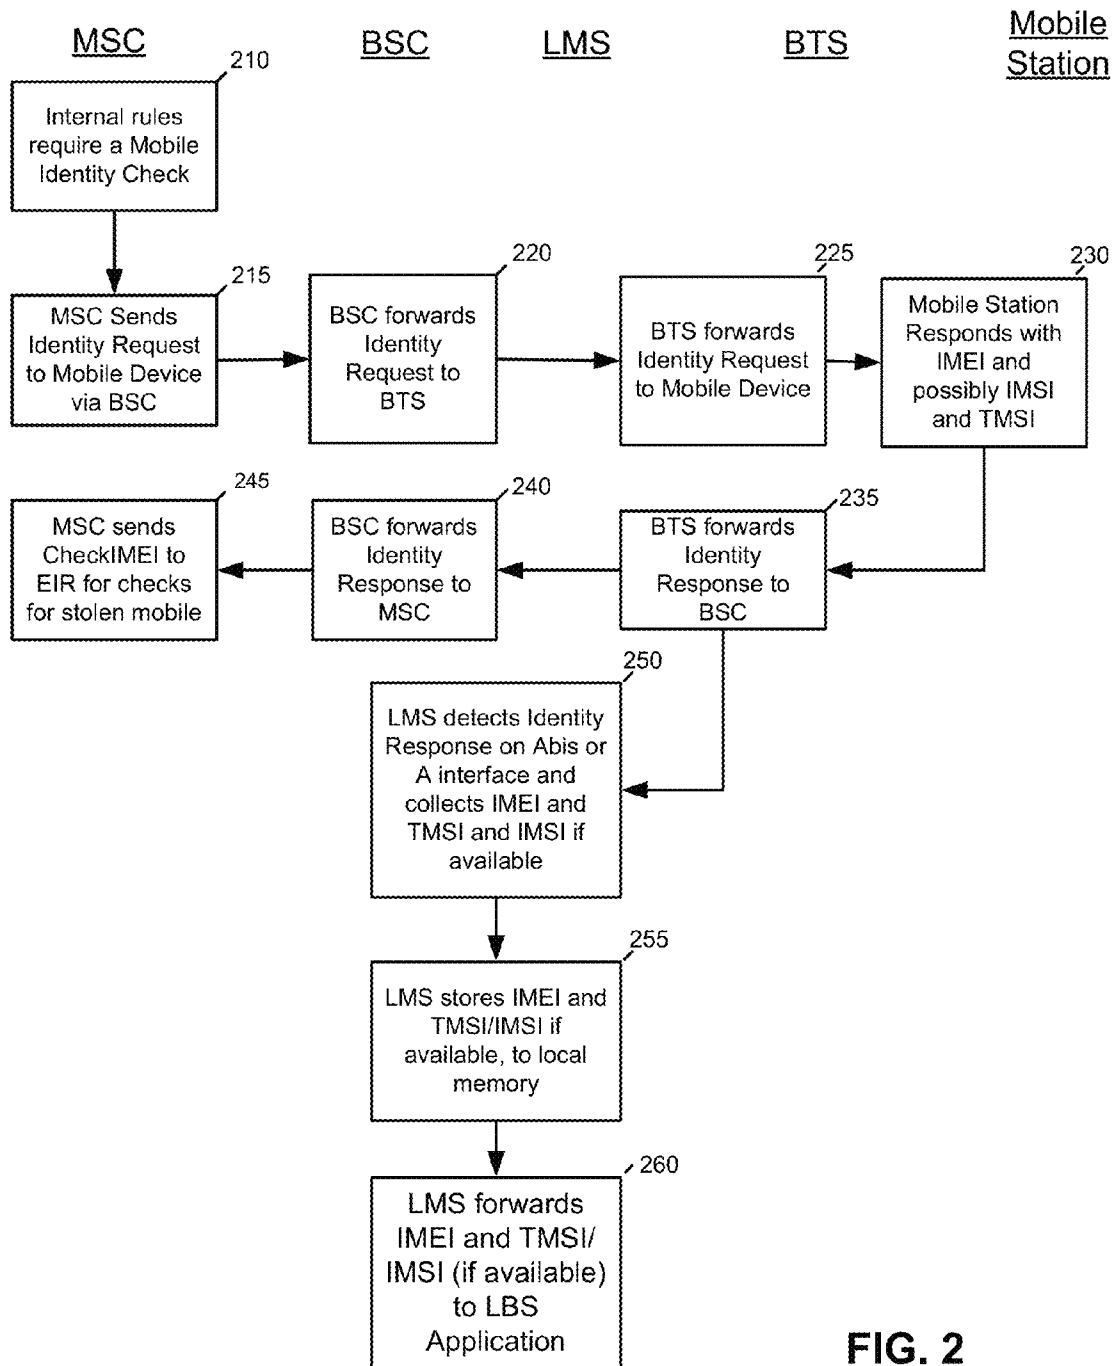 MSC
BSC
LMS
BTS
Mobile
Station
210
Internal rules
require a Mobile
Identity Check
215
MSC Sends
Identity Request
to Mobile Device
via BSC
220
BSC forwards
Identity
Request to
BTS
225
BTS forwards
Identity Request
to Mobile Device
230
Mobile Station
Responds with
IMEI and
possibly IMSI
and TMSI
245
MSC sends
CheckIMEI to
EIR for checks
for stolen mobile
240
BSC forwards
Identity
Response to
MSC
235
BTS forwards
Identity
Response to
BSC
250
LMS detects Identity
Response on Abis or
A interface and
collects IMEI and
TMSI and IMSI if
available
255
LMS stores IMEI and
TMSI/IMSI if
available, to local
memory
260
LMS forwards
IMEI and TMSI/
IMSI (if available)
to LBS
Application
FIG. 2